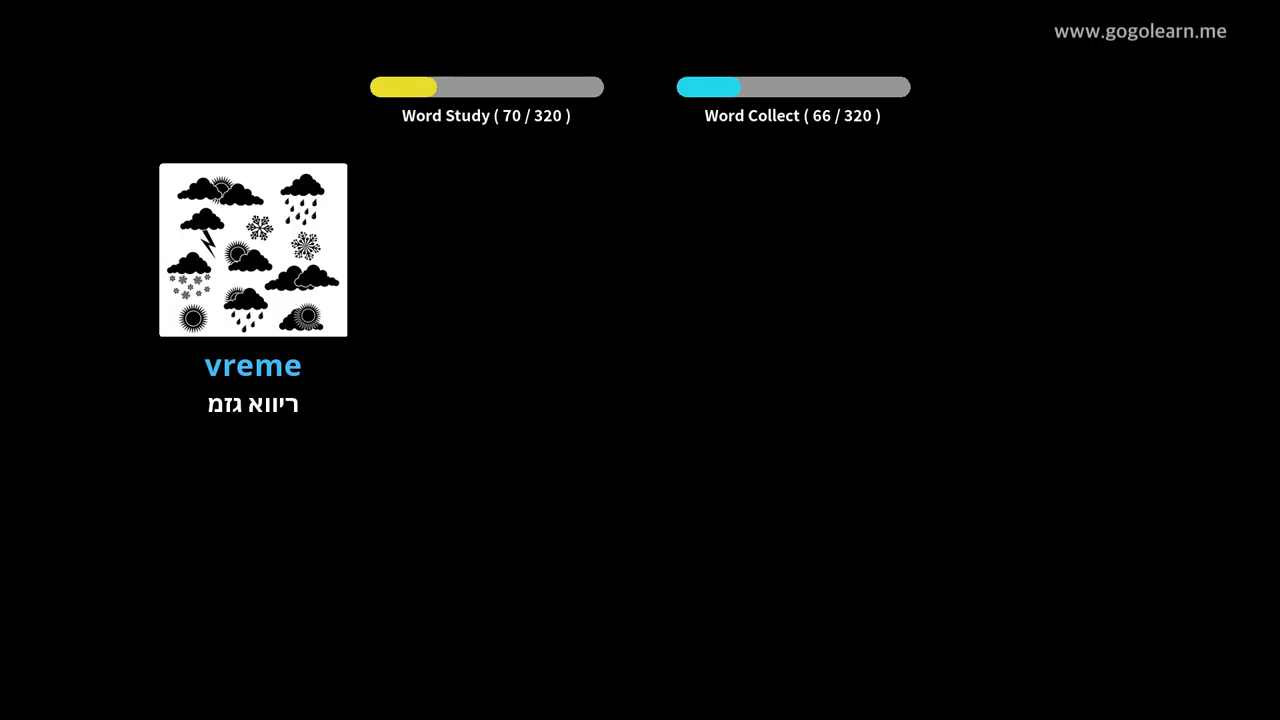 www.gogolearn.me
Word Study ( 70 / 320 )
Word Collect ( 66 / 320 )
vreme
ריווא גזמ